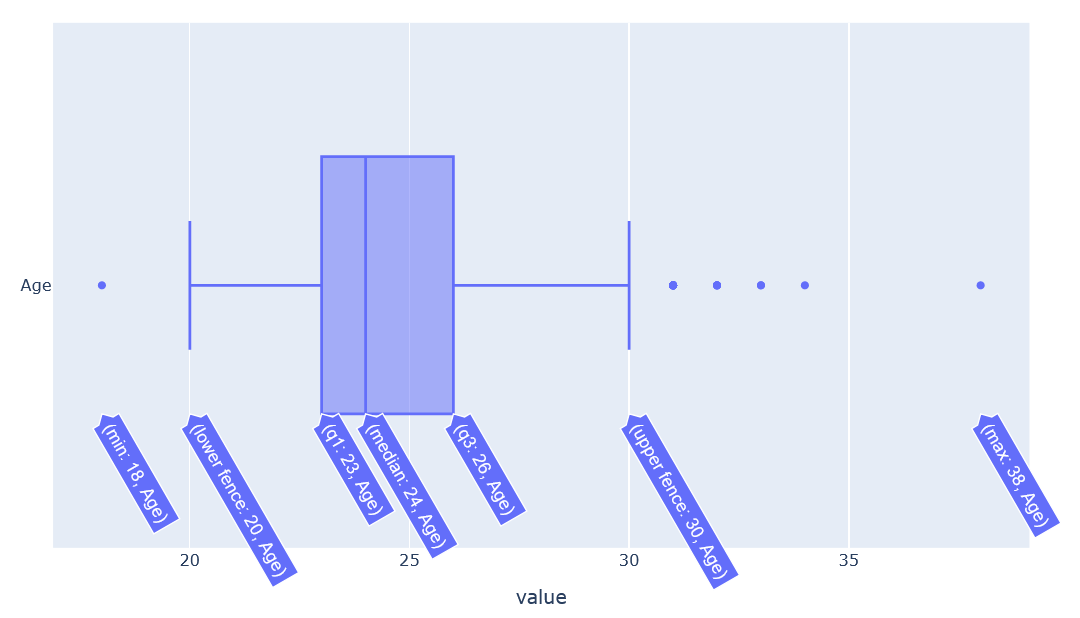 Age
(min: 18, Age)
(lower fence: 20, Age)
(q1: 23, Age)
(median: 24, Age)
(q3: 26, Age)
(upper fence: 30, Age)
(max: 38, Age)
20 25 30 35
value